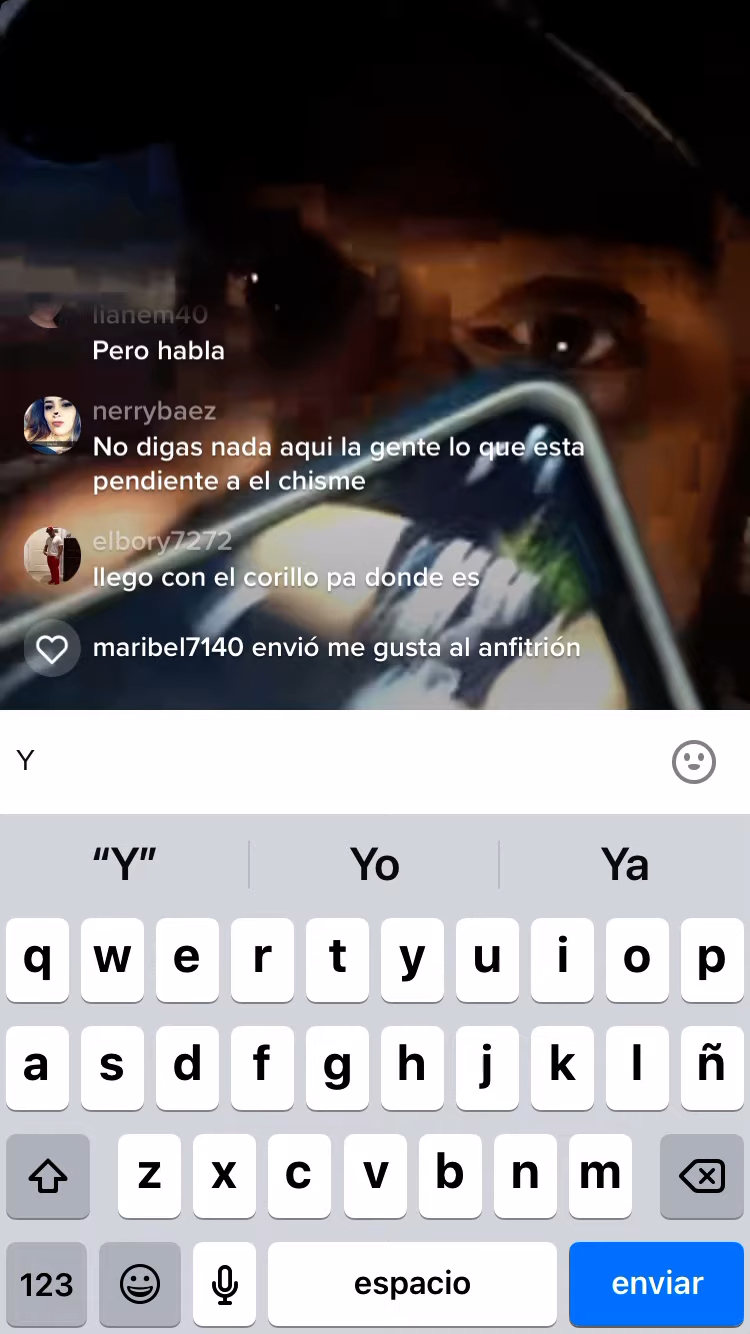 lianem40
Pero habla
nerrybaez
No digas nada aqui la gente lo que esta
pendiente a el chisme
elbory7272
llego con el corillo pa donde es
maribel7140 envió me gusta al anfitrión
Y
“Y” Yo Ya
q w e r t y u i o p
a s d f g h j k l ñ
z x c v b n m
123 espacio enviar